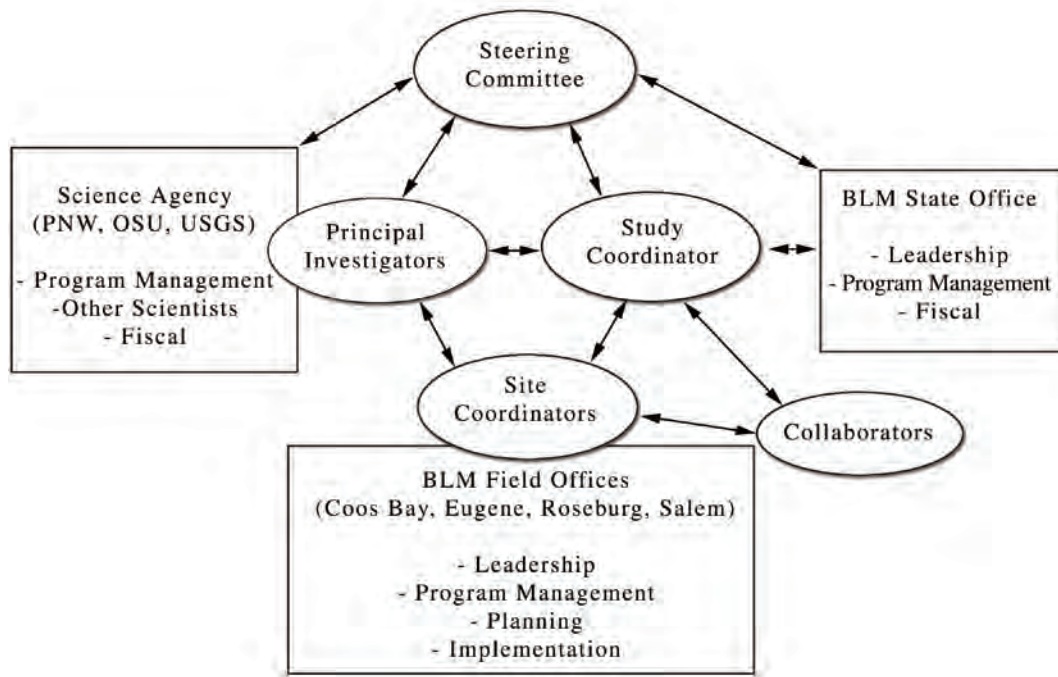 Steering
Committee
Science Agency
(PNW, OSU, USGS)
- Program Management
-Other Scientists
- Fiscal
Principal
Investigators
Study
Coordinator
BLM State Office
- Leadership
- Program Management
- Fiscal
Site
Coordinators
Collaborators
BLM Field Offices
(Coos Bay, Eugene, Roseburg, Salem)
- Leadership
- Program Management
- Planning
- Implementation